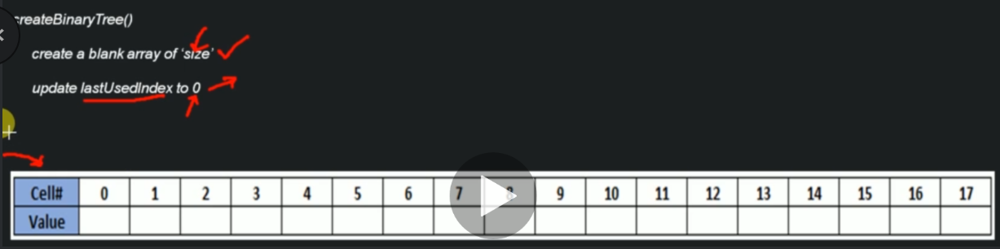 createBinaryTree()
create a blank array of 'size'
update lastUsedIndex to 0
Cell# 0 1 2 3 4 5 6 7 8 9 10 11 12 13 14 15 16 17
Value